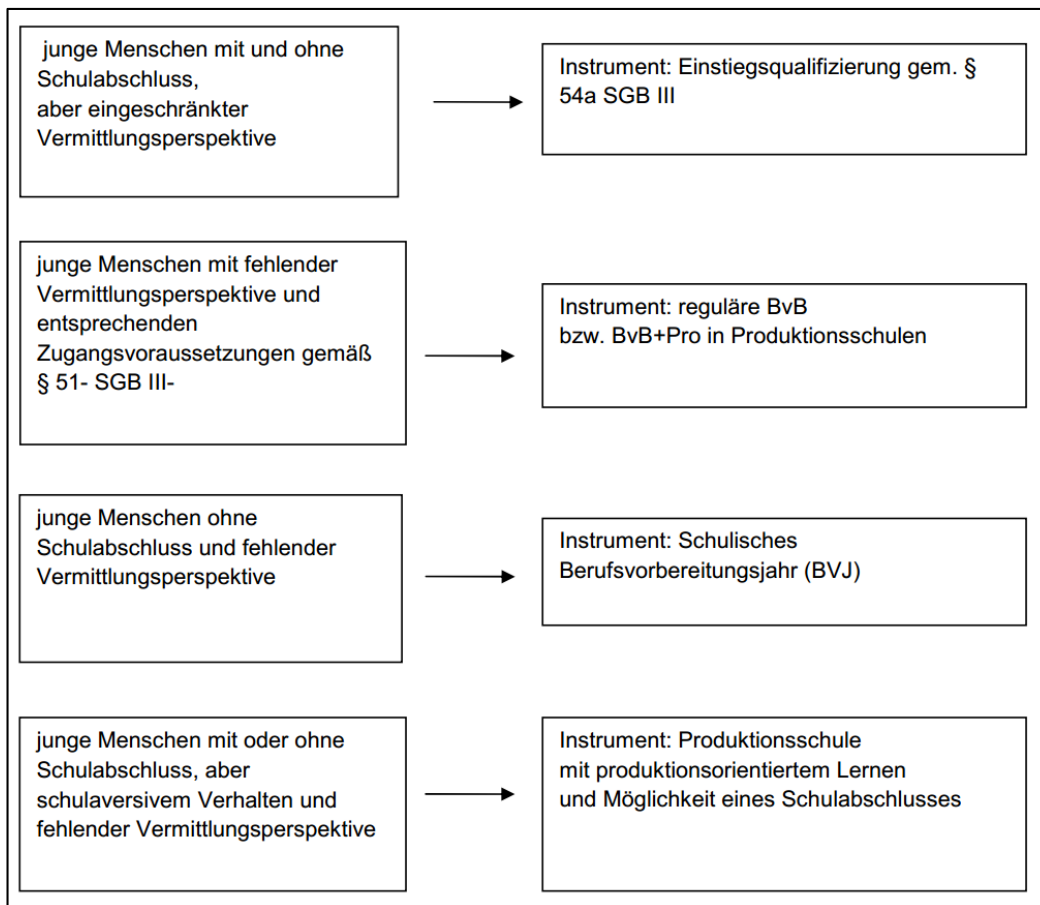 junge Menschen mit und ohne
Schulabschluss,
aber eingeschränkter
Vermittlungsperspektive
Instrument: Einstiegsqualifizierung gem. §
54a SGB III
junge Menschen mit fehlender
Vermittlungsperspektive und
entsprechenden
Zugangsvoraussetzungen gemäß
§ 51- SGB III-
Instrument: reguläre BvB
bzw. BvB+Pro in Produktionsschulen
junge Menschen ohne
Schulabschluss und fehlender
Vermittlungsperspektive
Instrument: Schulisches
Berufsvorbereitungsjahr (BVJ)
junge Menschen mit oder ohne
Schulabschluss, aber
schulaversivem Verhalten und
fehlender Vermittlungsperspektive
Instrument: Produktionsschule
mit produktionsorientiertem Lernen
und Möglichkeit eines Schulabschlusses